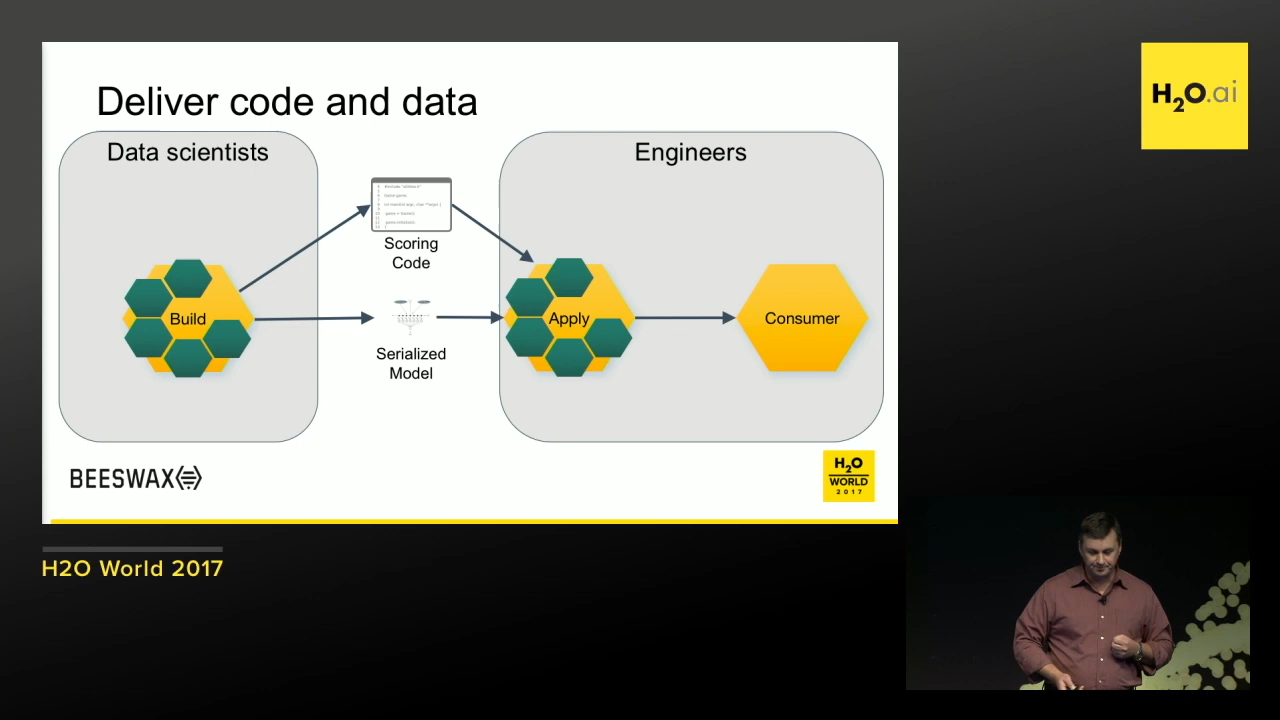 Deliver code and data
Data scientists
Engineers
Scoring
Code
Build
Apply
Consumer
Serialized
Model
BEESWAX
H2O
WORLD
2017
H2O.ai
H2O World 2017